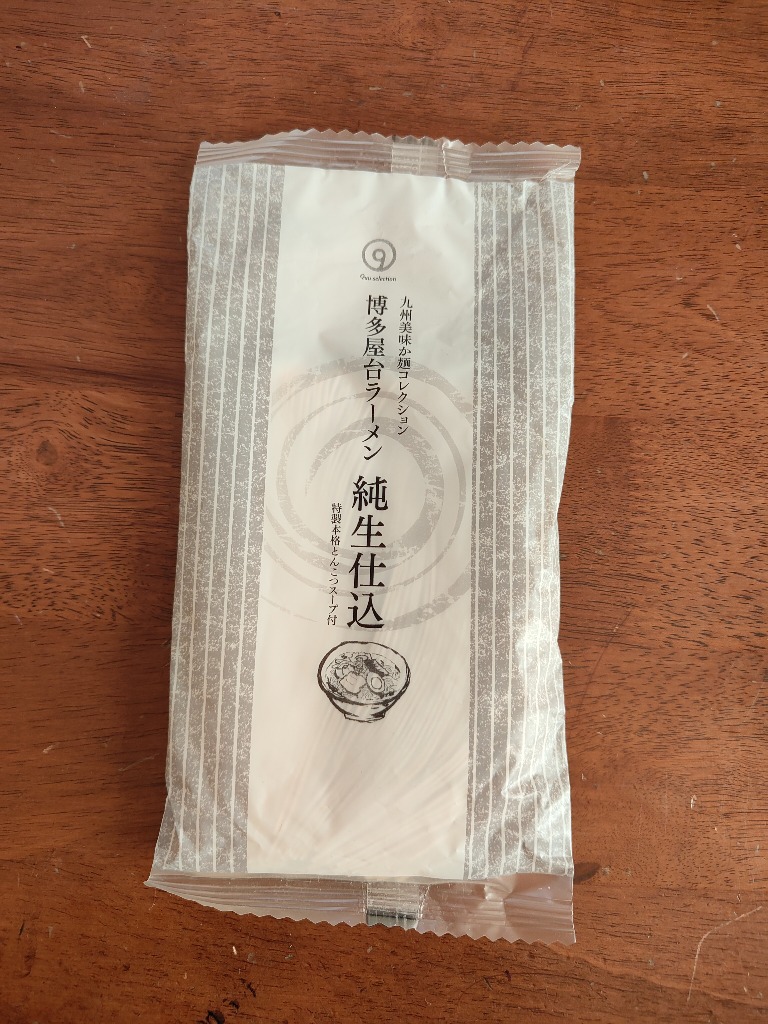 9
Qsyu selection
九州美味か麺コレクション
博多屋台ラーメン 純生仕込
特製本格とんこつスープ付